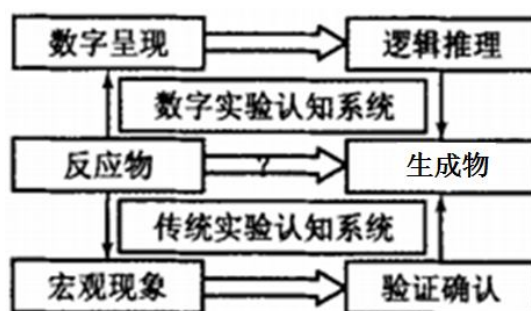 数字呈现
逻辑推理
数字实验认知系统
反应物
?
生成物
传统实验认知系统
宏观现象
验证确认